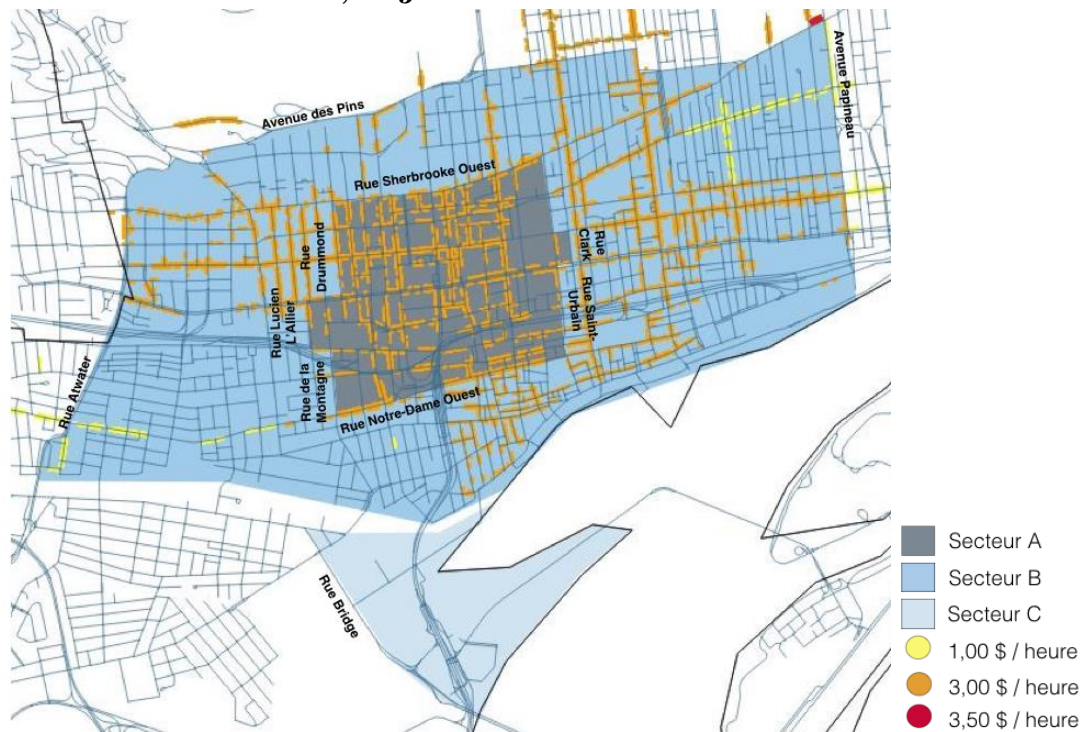 Avenue des Pins
Avenue Papineau
Rue Sherbrooke Ouest
Rue
Drummond
Rue
Clark
Rue Lucien
L'Allier
Rue Saint-
Urbain
Rue Atwater
Rue de la
Montagne
Rue Notre-Dame Ouest
Rue Bridge
Secteur A
Secteur B
Secteur C
1,00 $ / heure
3,00 $ / heure
3,50 $ / heure